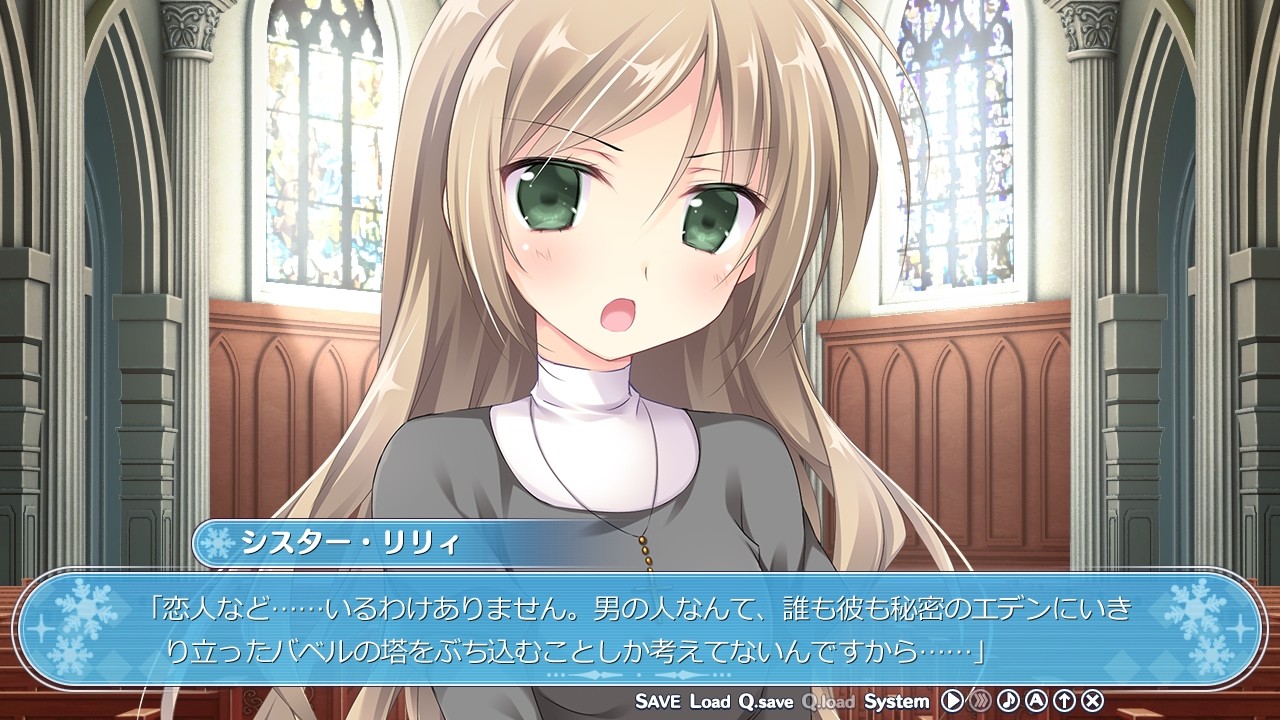 シスター・リリィ
「恋人など……いるわけありません。男の人なんて、誰も彼も秘密のエデンにいき
り立ったバベルの塔をぶち込むことしか考えてないんですから……」
SAVE Load Q.save Q.load System